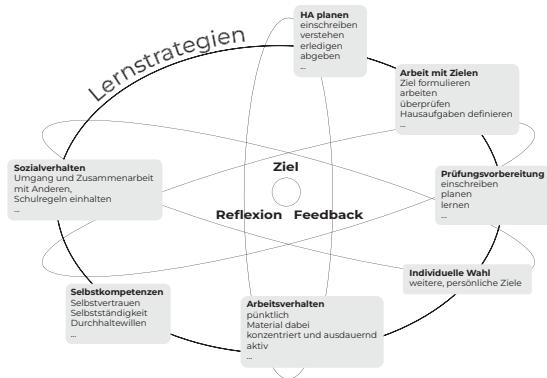 Lernstrategien
HA planen
einschreiben
verstehen
erledigen
abgeben
...
Arbeit mit Zielen
Ziel formulieren
arbeiten
überprüfen
Hausaufgaben definieren
...
Sozialverhalten
Umgang und Zusammenarbeit
mit Anderen,
Schulregeln einhalten
...
Ziel
Reflexion Feedback
Prüfungsvorbereitung
einschreiben
planen
lernen
...
Individuelle Wahl
weitere, persönliche Ziele
Selbstkompetenzen
Selbstvertrauen
Selbstständigkeit
Durchhaltewillen
...
Arbeitsverhalten
pünktlich
Material dabei
konzentriert und ausdauernd
aktiv
...